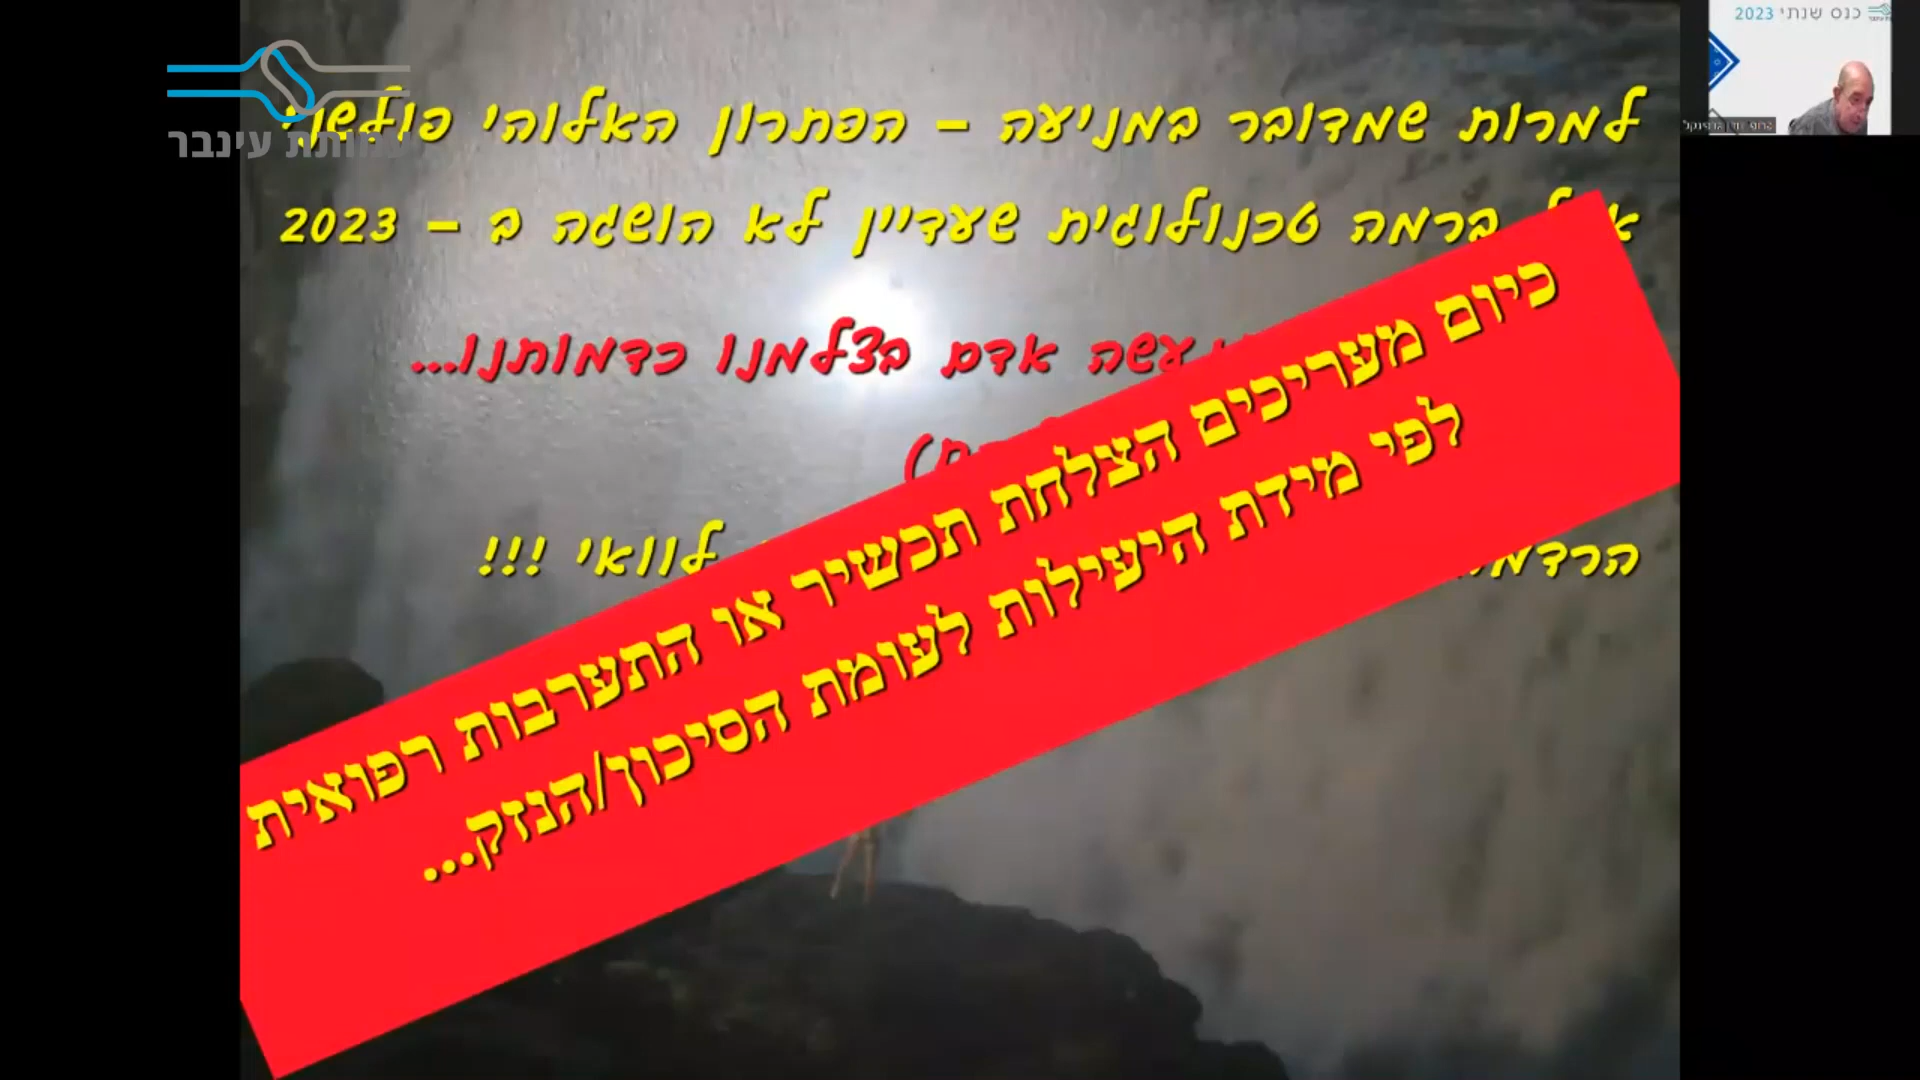 כנס שנתי 2023
עמותת עינבר
למרות שמדובר במניעה – הפתרון האלוהי פולשני
ברמה טכנולוגית שעדיין לא הושגה ב – 2023
נעשה אדם בצלמנו כדמותנו...
לוואי !!!
כיום מעריכים הצלחת תכשיר או התערבות רפואית
לפי מידת היעילות לעומת הסיכון/הנזק...